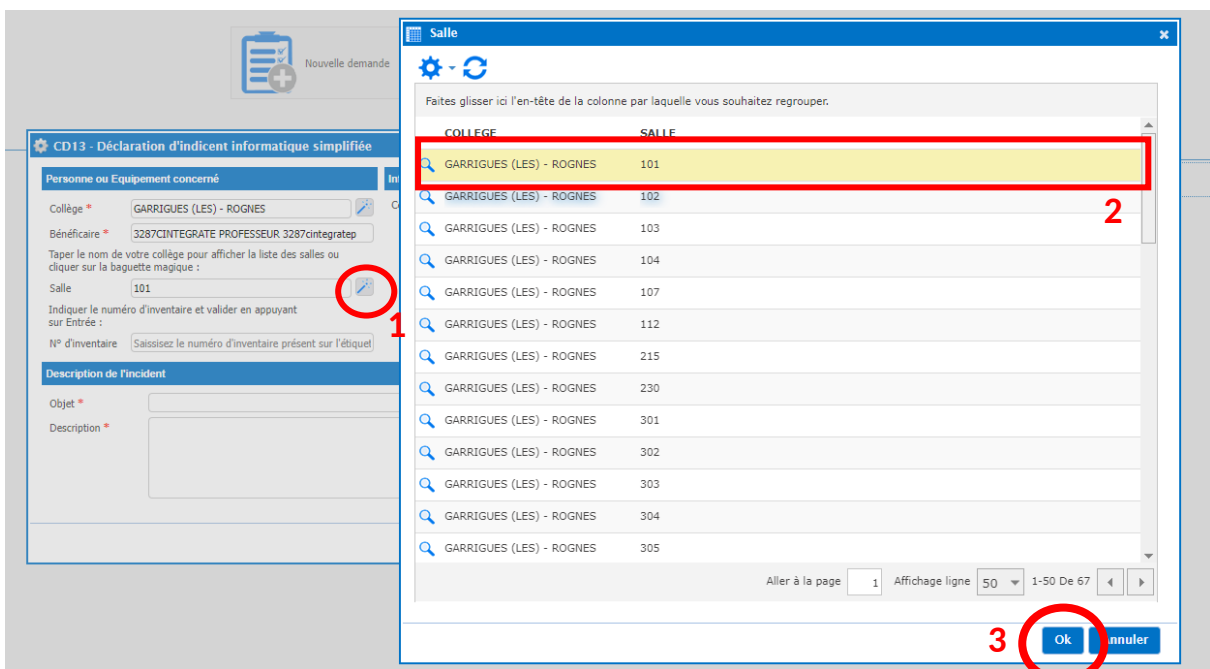 Nouvelle demande
CD13 - Déclaration d'indicent informatique simplifiée
Personne ou Equipement concerné
Collège * GARRIGUES (LES) - ROGNES
Bénéficaire * 3287CINTEGRATE PROFESSEUR 3287cintegratep
Taper le nom de votre collège pour afficher la liste des salles ou
cliquer sur la baguette magique :
Salle 101
1
Indiquer le numéro d'inventaire et valider en appuyant
sur Entrée :
N° d'inventaire Saisissez le numéro d'inventaire présent sur l'étiquet
Description de l'incident
Objet *
Description *
Salle
Faites glisser ici l'en-tête de la colonne par laquelle vous souhaitez regrouper.
COLLEGE SALLE
GARRIGUES (LES) - ROGNES 101
GARRIGUES (LES) - ROGNES 102
2
GARRIGUES (LES) - ROGNES 103
GARRIGUES (LES) - ROGNES 104
GARRIGUES (LES) - ROGNES 107
GARRIGUES (LES) - ROGNES 112
GARRIGUES (LES) - ROGNES 215
GARRIGUES (LES) - ROGNES 230
GARRIGUES (LES) - ROGNES 301
GARRIGUES (LES) - ROGNES 302
GARRIGUES (LES) - ROGNES 303
GARRIGUES (LES) - ROGNES 304
GARRIGUES (LES) - ROGNES 305
Aller à la page 1 Affichage ligne 50 1-50 De 67
3 Ok Annuler